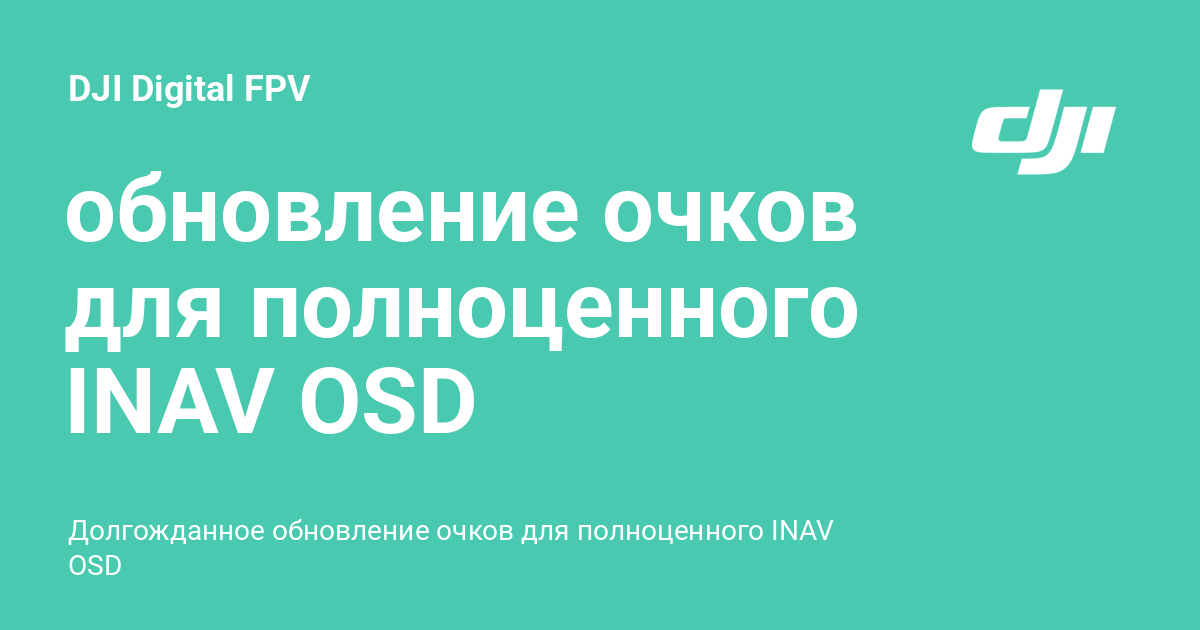 DJI Digital FPV
dji
обновление очков
для полноценного
INAV OSD
Долгожданное обновление очков для полноценного INAV
OSD